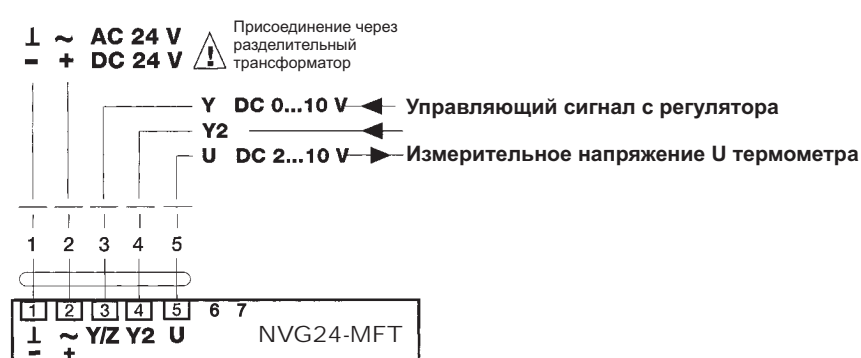 ⊥ ~ AC 24 V
– + DC 24 V
Присоединение через
разделительный
трансформатор
Y DC 0...10 V Управляющий сигнал с регулятора
Y2
U DC 2...10 V Измерительное напряжение U термометра
1 2 3 4 5
1 2 3 4 5 6 7
⊥ ~ Y/Z Y2 U NVG24-MFT
– +